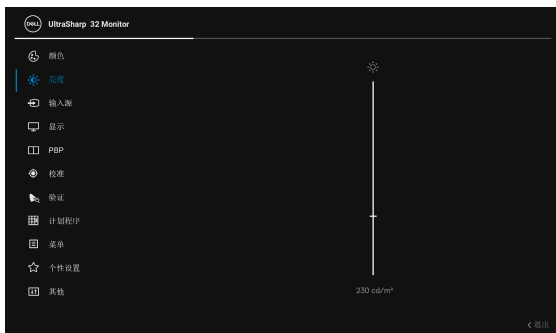 DELL UltraSharp 32 Monitor
颜色
亮度
输入源
显示
PBP
校准
验证
计划程序
菜单
个性设置
其他
230 cd/m²
退出